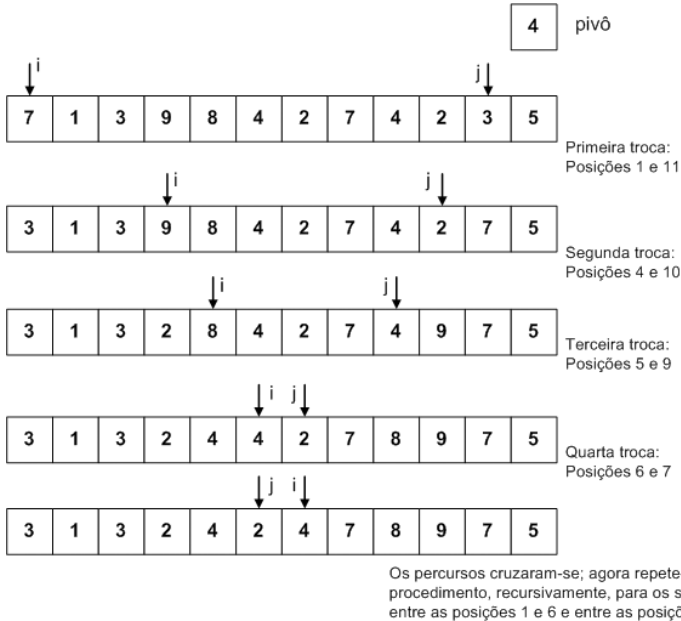 4 pivô
i j
7 1 3 9 8 4 2 7 4 2 3 5
Primeira troca:
Posições 1 e 11
i j
3 1 3 9 8 4 2 7 4 2 7 5
Segunda troca:
Posições 4 e 10
i j
3 1 3 2 8 4 2 7 4 9 7 5
Terceira troca:
Posições 5 e 9
i j
3 1 3 2 4 4 2 7 8 9 7 5
Quarta troca:
Posições 6 e 7
j i
3 1 3 2 4 2 4 7 8 9 7 5
Os percursos cruzaram-se; agora repete
procedimento, recursivamente, para os
entre as posições 1 e 6 e entre as